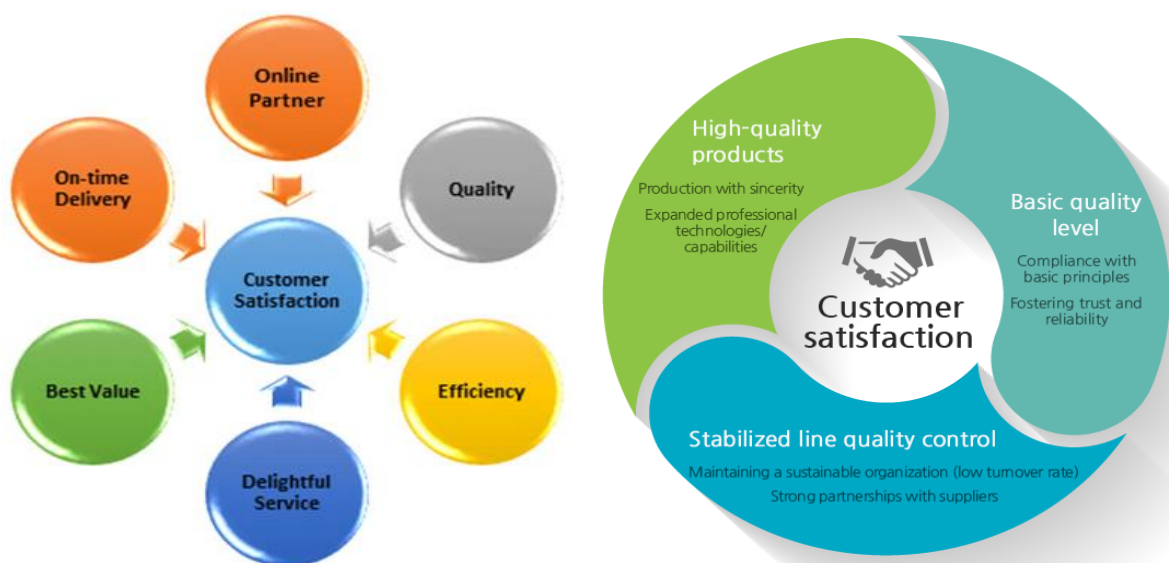 Online
Partner
On-time
Delivery
Quality
Customer
Satisfaction
Best Value
Efficiency
Delightful
Service
High-quality
products
Production with sincerity
Expanded professional
technologies/
capabilities
Basic quality
level
Compliance with
basic principles
Fostering trust and
reliability
Customer
satisfaction
Stabilized line quality control
Maintaining a sustainable organization (low turnover rate)
Strong partnerships with suppliers